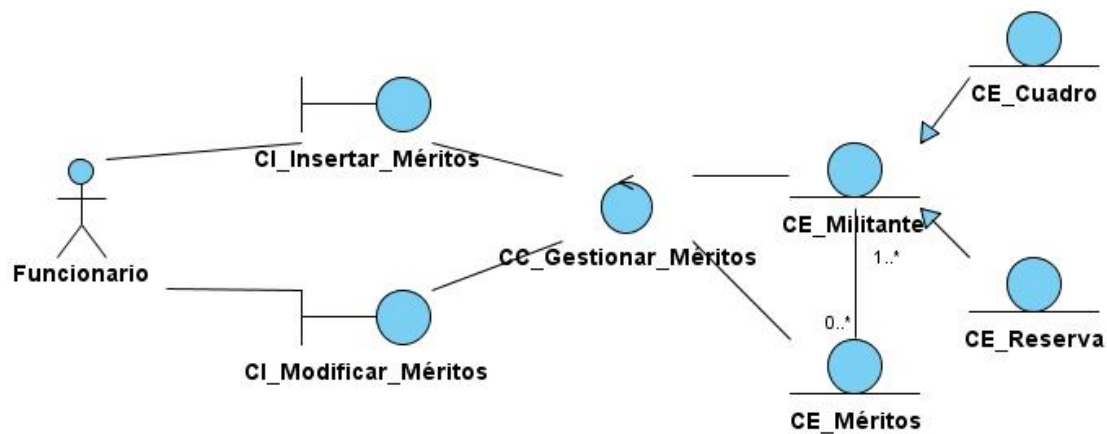 CE_Cuadro
CI_Insertar_Méritos
CE_Militante
CC_Gestionar_Méritos
1..*
Funcionario
0..*
CE_Reserva
CI_Modificar_Méritos
CE_Méritos